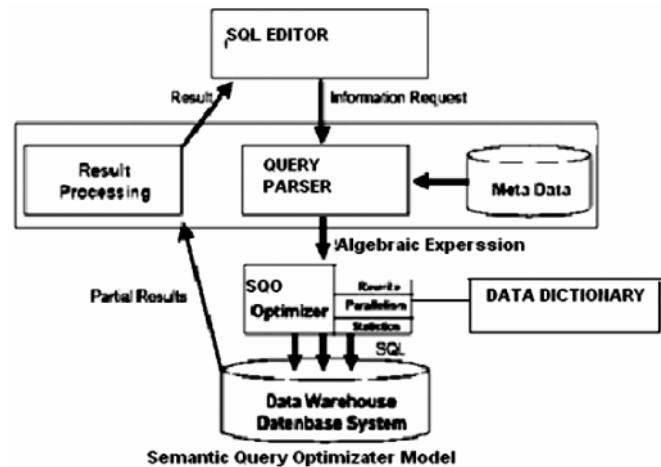 SQL EDITOR
Result
Information Request
Result
Processing
QUERY
PARSER
Meta Data
Algebraic Experssion
Partial Results
SQO
Optimizer
Rewrite
Parallelism
Statistics
DATA DICTIONARY
SQL
Data Warehouse
Datenbase System
Semantic Query Optimizater Model